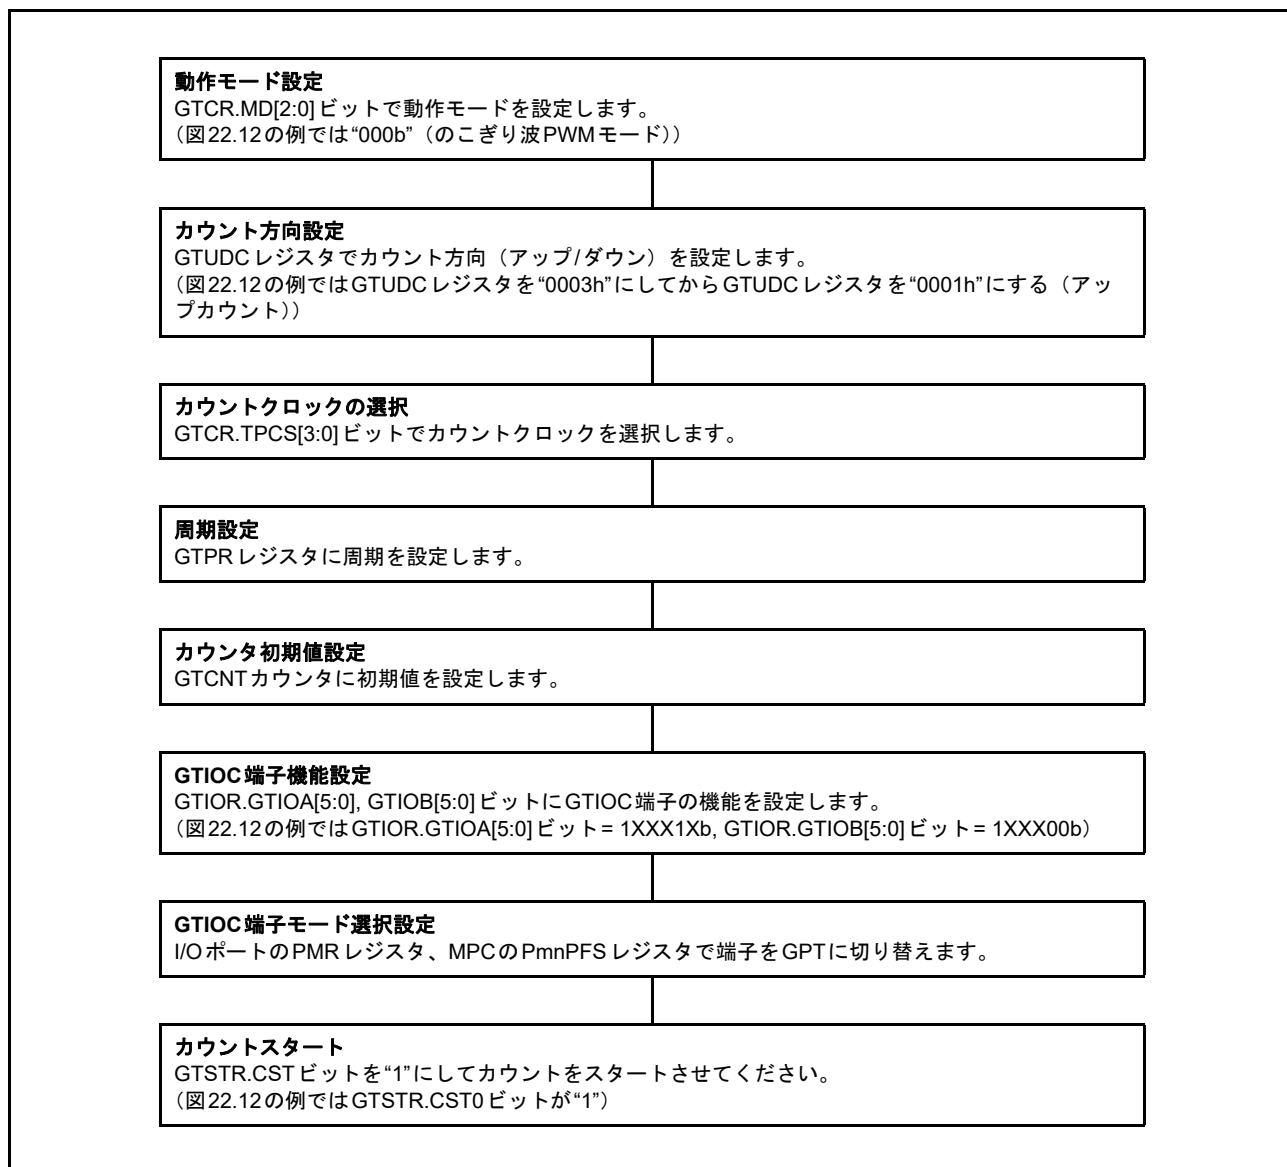 動作モード設定
GTCR.MD[2:0]ビットで動作モードを設定します。
（図22.12の例では“000b”（のこぎり波PWMモード））
カウント方向設定
GTUDCレジスタでカウント方向（アップ/ダウン）を設定します。
（図22.12の例ではGTUDCレジスタを“0003h”にしてからGTUDCレジスタを“0001h”にする（アッ
プカウント））
カウントクロックの選択
GTCR.TPCS[3:0]ビットでカウントクロックを選択します。
周期設定
GTPRレジスタに周期を設定します。
カウンタ初期値設定
GTCNTカウンタに初期値を設定します。
GTIOC端子機能設定
GTIOR.GTIOA[5:0], GTIOB[5:0]ビットにGTIOC端子の機能を設定します。
（図22.12の例ではGTIOR.GTIOA[5:0]ビット= 1XXX1Xb, GTIOR.GTIOB[5:0]ビット= 1XXX00b）
GTIOC端子モード選択設定
I/OポートのPMRレジスタ、MPCのPmnPFSレジスタで端子をGPTに切り替えます。
カウントスタート
GTSTR.CSTビットを“1”にしてカウントをスタートさせてください。
（図22.12の例ではGTSTR.CST0ビットが“1”）